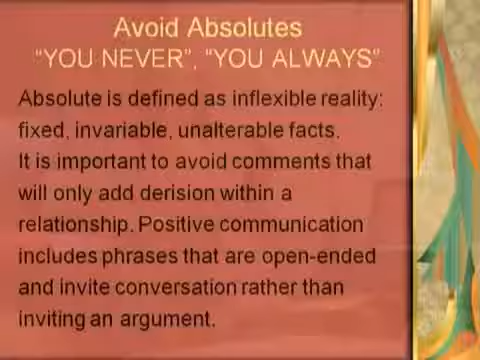 Avoid Absolutes
“YOU NEVER”, “YOU ALWAYS”
Absolute is defined as inflexible reality:
fixed, invariable, unalterable facts.
It is important to avoid comments that
will only add derision within a
relationship. Positive communication
includes phrases that are open-ended
and invite conversation rather than
inviting an argument.